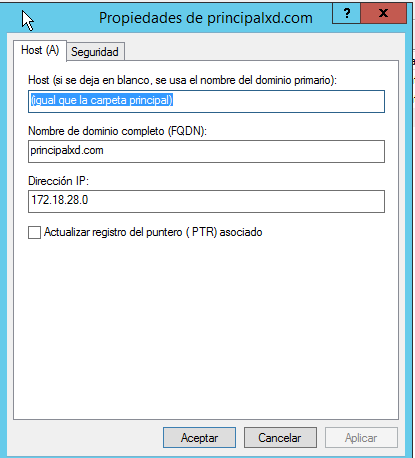 Propiedades de principalxd.com
?
x
Host (A)
Seguridad
Host (si se deja en blanco, se usa el nombre del dominio primario):
(igual que la carpeta principal)
Nombre de dominio completo (FQDN):
principalxd.com
Dirección IP:
172.18.28.0
Actualizar registro del puntero ( PTR) asociado
Aceptar
Cancelar
Aplicar